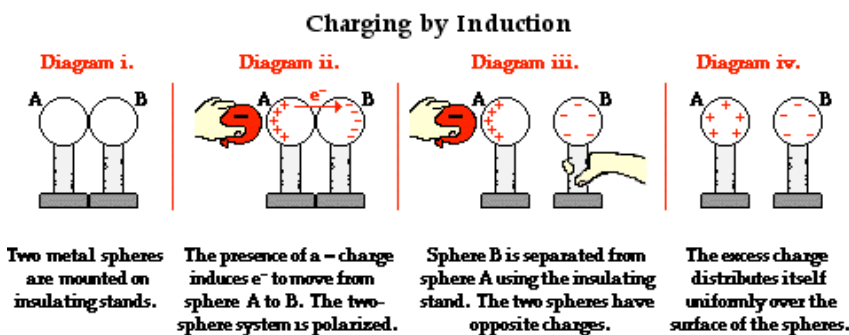 Charging by Induction
Diagram i.
Diagram ii.
Diagram iii.
Diagram iv.
A B
A e⁻ B
A B
A B
Two metal spheres
are mounted on
insulating stands.
The presence of a – charge
induces e⁻ to move from
sphere A to B. The two-
sphere system is polarized.
Sphere B is separated from
sphere A using the insulating
stand. The two spheres have
opposite charges.
The excess charge
distributes itself
uniformly over the
surface of the spheres.